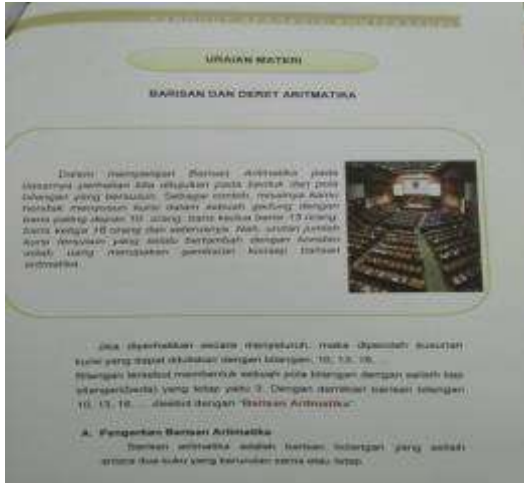 URAIAN MATERI
BARISAN DAN DERET ARITMATIKA
Dalam mempelajari Barisan Aritmatika pada
dasarnya perhatian kita ditujukan pada bentuk dan pola
bilangan yang bersusun. Sebagai contoh, misalnya kamu
hendak menyusun kursi dalam sebuah gedung dengan
baris paling depan 10 orang, baris kedua berisi 13 orang,
baris ketiga 16 orang dan seterusnya. Nah, urutan jumlah
kursi tersusun yang selalu bertambah dengan
yang merupakan gambaran konsep barisan
aritmatika.
Jika diperhatikan secara menyeluruh, maka diperoleh susunan
kursi yang dapat dituliskan dengan bilangan, 10, 13, 16, ...
Bilangan tersebut membentuk sebuah pola bilangan dengan selisih tiap
(beda) yang tetap yaitu 3. Dengan demikian barisan bilangan
10, 13, 16, ... disebut dengan "Barisan Aritmatika".
A. Pengertian Barisan Aritmatika
Barisan aritmatika adalah barisan bilangan yang selisih
antara dua suku yang berurutan sama atau tetap.